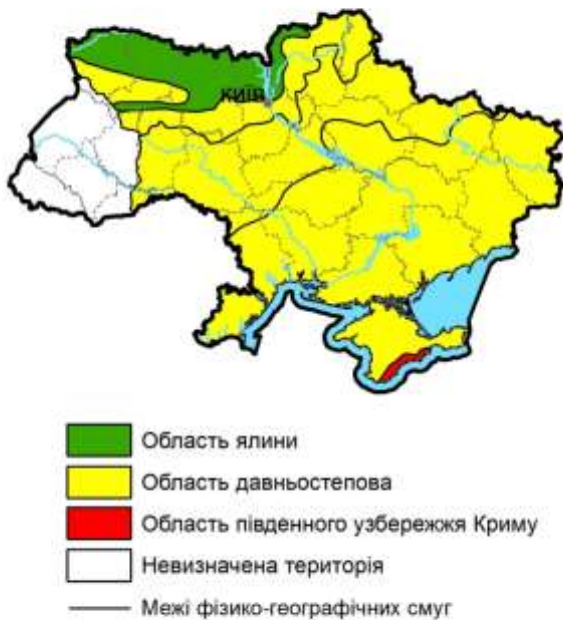 КИЇВ
Область ялини
Область давньостепова
Область південного узбережжя Криму
Невизначена територія
Межі фізико-географічних смуг